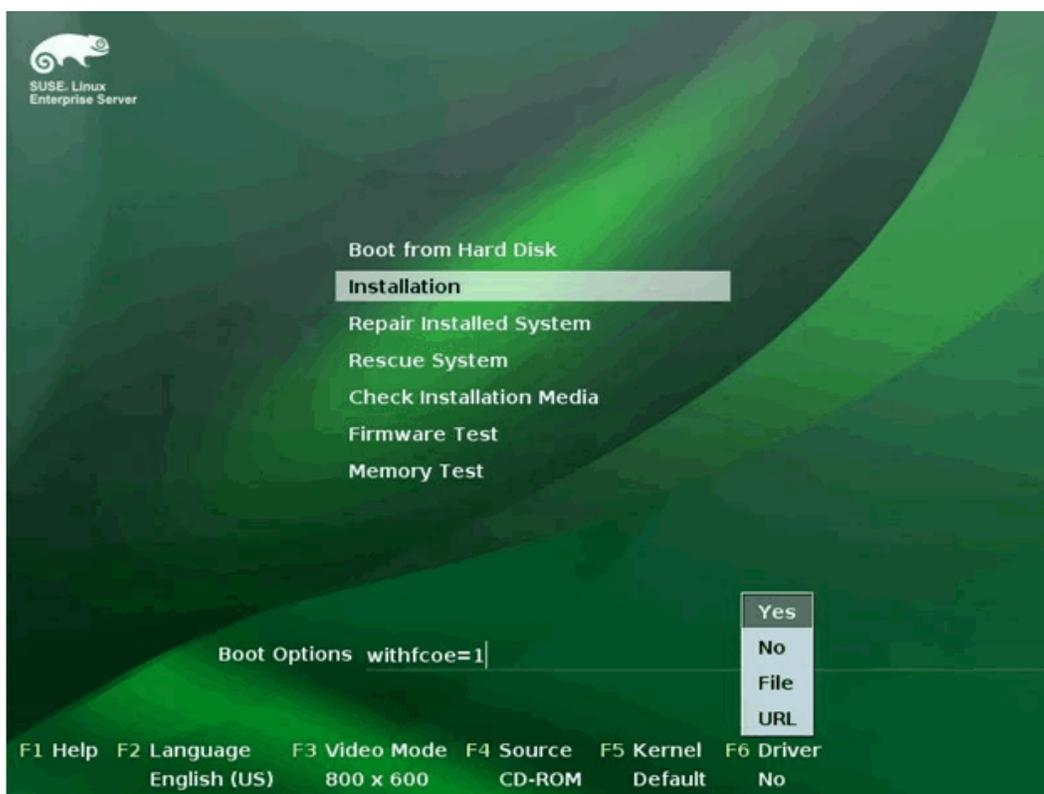 SUSE. Linux
Enterprise Server
Boot from Hard Disk
Installation
Repair Installed System
Rescue System
Check Installation Media
Firmware Test
Memory Test
Yes
No
File
URL
Boot Options withfcoe=1
F1 Help F2 Language F3 Video Mode F4 Source F5 Kernel F6 Driver
English (US) 800 x 600 CD-ROM Default No